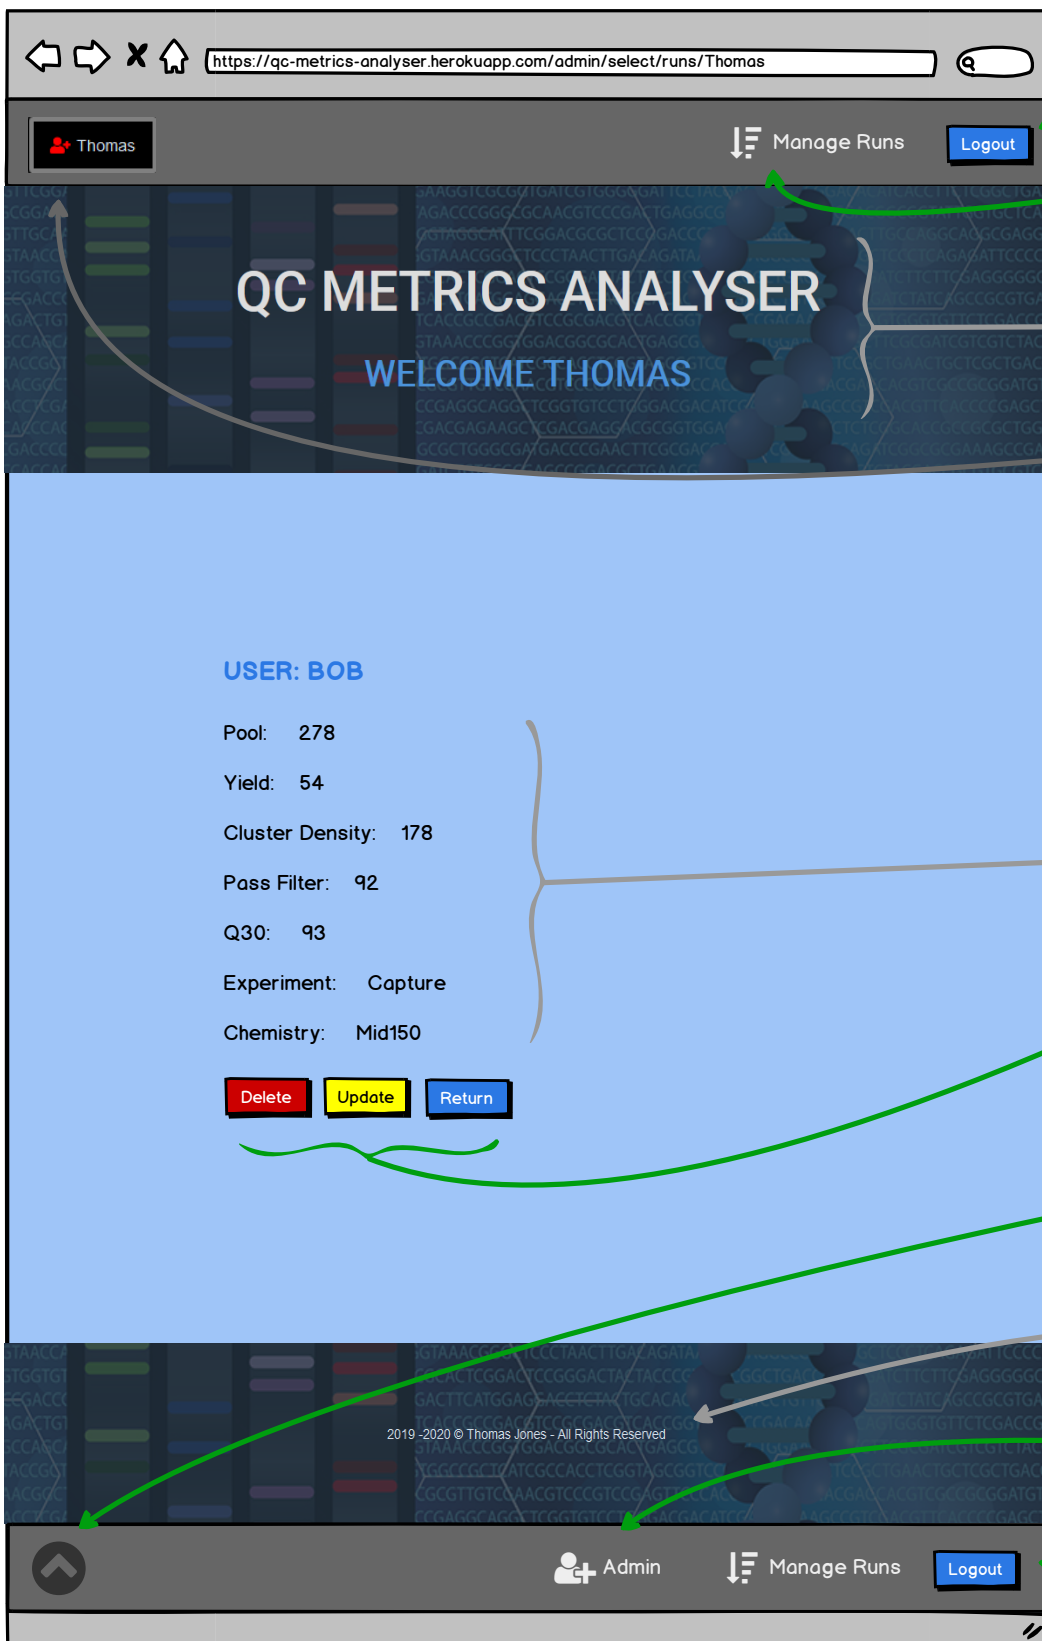 https://qc-metrics-analyser.herokuapp.com/admin/select/runs/Thomas
Thomas
Manage Runs
Logout
QC METRICS ANALYSER
WELCOME THOMAS
USER: BOB
Pool: 278
Yield: 54
Cluster Density: 178
Pass Filter: 92
Q30: 93
Experiment: Capture
Chemistry: Mid150
Delete
Update
Return
2019 -2020 © Thomas Jones - All Rights Reserved
Admin
Manage Runs
Logout